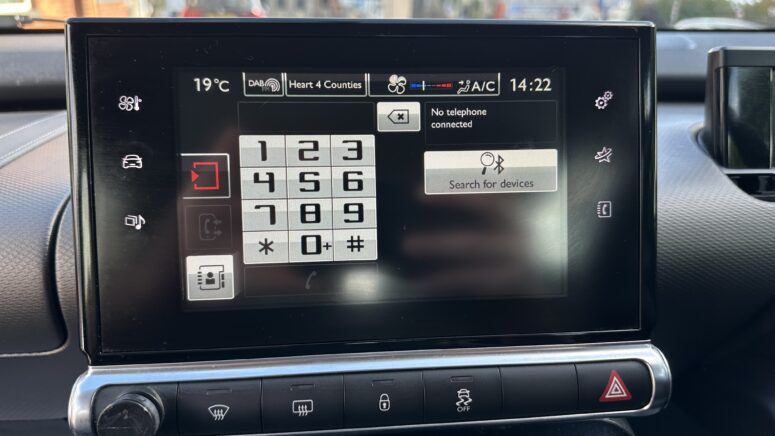 19°C DAB Heart 4 Counties A/C 14:22
No telephone
connected
1 2 3
4 5 6
Search for devices
7 8 9
* 0+ #
OFF